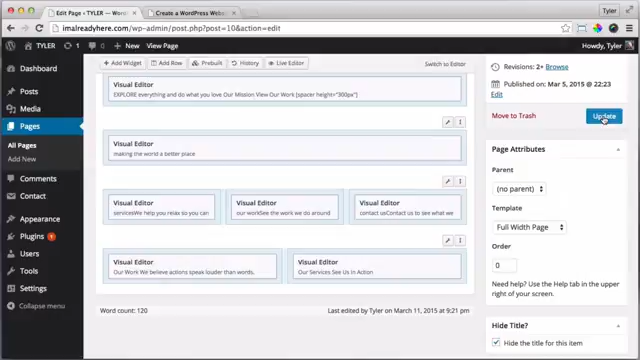 Edit Page ‹ TYLER — Wor
Create a WordPress Webs
Tyler
imalreadyhere.com/wp-admin/post.php?post=10&action=edit
TYLER
1
0
New
View Page
Howdy, Tyler
Dashboard
Posts
Media
Pages
All Pages
Add New
Comments
Contact
Appearance
Plugins 1
Users
Tools
Settings
Collapse menu
Add Widget
Add Row
Prebuilt
History
Live Editor
Switch to Editor
Visual Editor
EXPLORE everything and do what you love Our Mission View Our Work [spacer height="300px"]
Visual Editor
making the world a better place
Visual Editor
servicesWe help you relax so you can
Visual Editor
our workSee the work we do around
Visual Editor
contact usContact us to see what we
Visual Editor
Our Work We believe actions speak louder than words.
Visual Editor
Our Services See Us in Action
Word count: 120
Last edited by Tyler on March 11, 2015 at 9:21 pm
Revisions: 2+ Browse
Published on: Mar 5, 2015 @ 22:23
Edit
Move to Trash
Update
Page Attributes
Parent
(no parent)
Template
Full Width Page
Order
0
Need help? Use the Help tab in the upper
right of your screen.
Hide Title?
Hide the title for this item